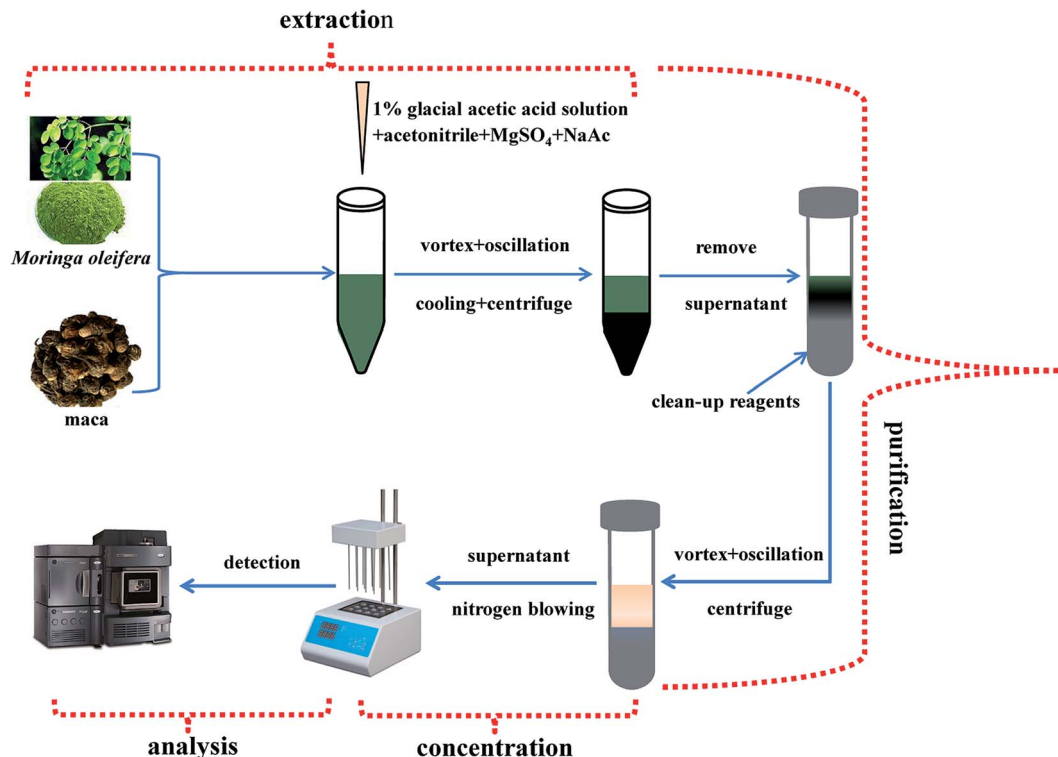 extraction
1% glacial acetic acid solution
+acetonitrile+MgSO₄+NaAc
Moringa oleifera
vortex+oscillation
cooling+centrifuge
remove
supernatant
maca
clean-up reagents
purification
detection
supernatant
nitrogen blowing
vortex+oscillation
centrifuge
analysis
concentration